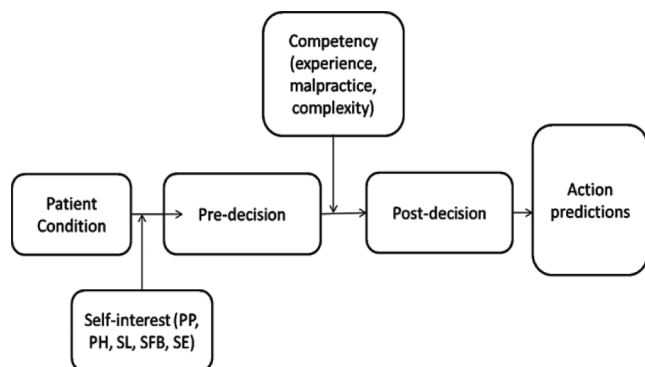 Competency
(experience,
malpractice,
complexity)
Patient
Condition
Pre-decision
Post-decision
Action
predictions
Self-interest (PP,
PH, SL, SFB, SE)